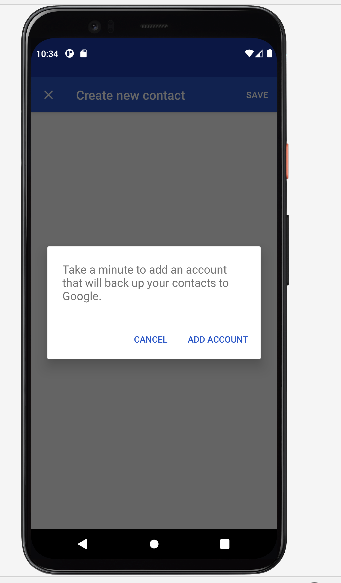 10:34
Create new contact
SAVE
Take a minute to add an account
that will back up your contacts to
Google.
CANCEL
ADD ACCOUNT